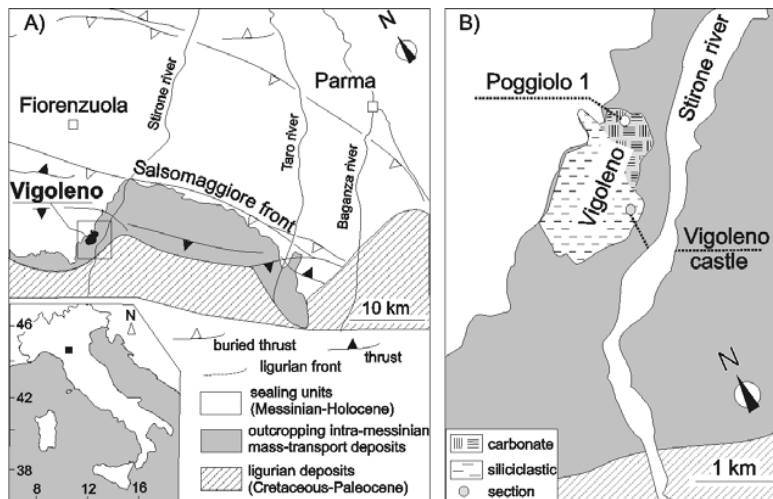 A)
N
Parma
Fiorenzuola
Stirone river
Taro river
Baganza river
Salsomaggiore front
Vigoleno
10 km
46
44
42
40
38
8
12
16
N
buried thrust
thrust
ligurian front
sealing units
(Messinian-Holocene)
outcropping intra-messinian
mass-transport deposits
ligurian deposits
(Cretaceous-Paleocene)
B)
Poggiolo 1
Stirone river
Vigoleno
Vigoleno
castle
N
carbonate
siliciclastic
section
1 km